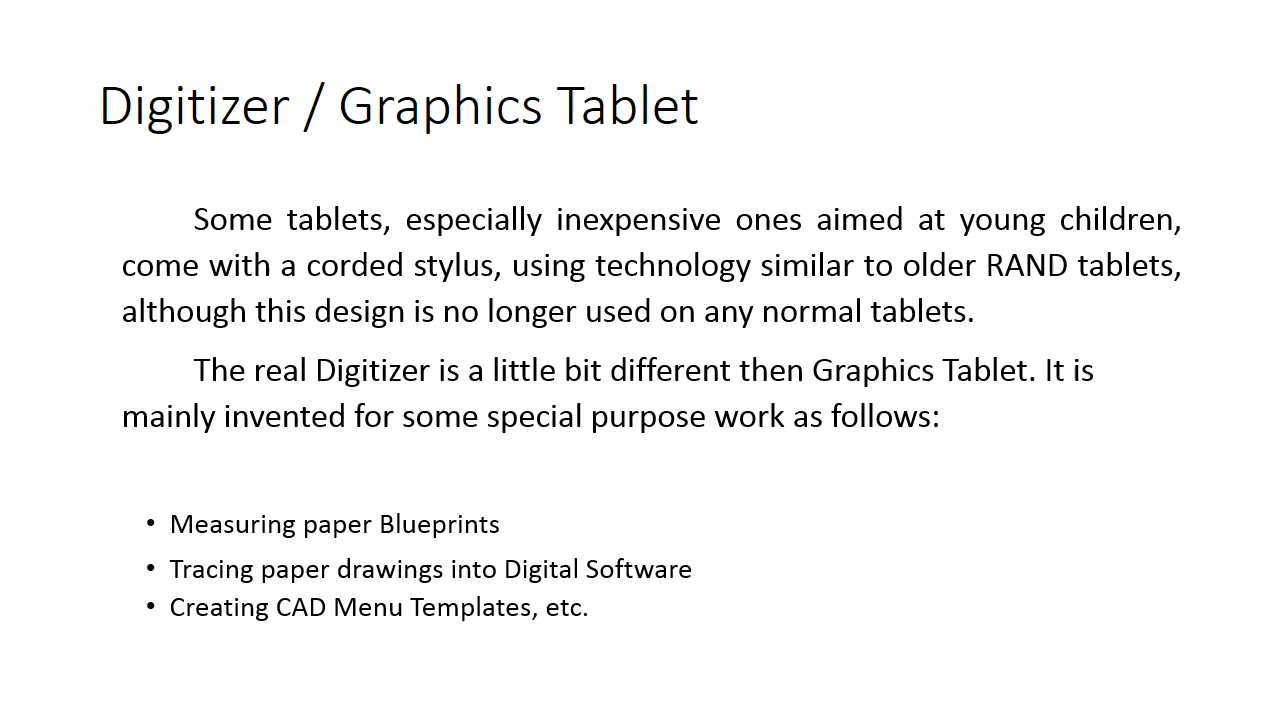 Digitizer / Graphics Tablet
Some tablets, especially inexpensive ones aimed at young children,
come with a corded stylus, using technology similar to older RAND tablets,
although this design is no longer used on any normal tablets.
The real Digitizer is a little bit different then Graphics Tablet. It is
mainly invented for some special purpose work as follows:
• Measuring paper Blueprints
• Tracing paper drawings into Digital Software
• Creating CAD Menu Templates, etc.